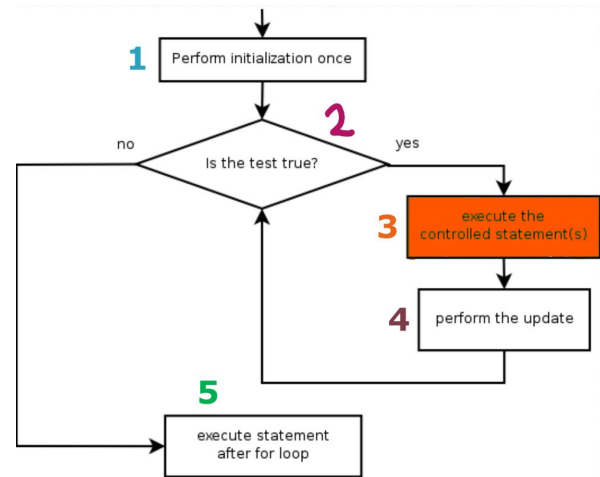 1
Perform initialization once
2
no
yes
Is the test true?
3
execute the
controlled statement(s)
4
perform the update
5
execute statement
after for loop